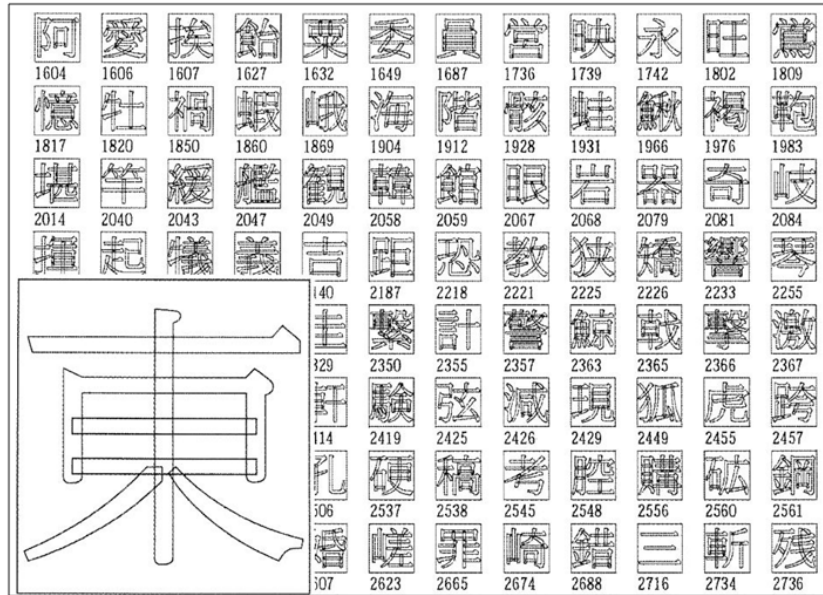 阿 愛 挨 飴 粟 委 員 営 映 永 旺
1604 1606 1607 1627 1632 1649 1687 1736 1739 1742 1802 1809
憶 牡 禍 蝦 峨 海 階 骸 蛙 鰍 褐 鞄
1817 1820 1850 1860 1869 1904 1912 1928 1931 1966 1976 1983
竿 緩 艦 観 韓 館 眼 岩 器 奇 岐
2014 2040 2043 2047 2049 2058 2059 2067 2068 2079 2081 2084
起 義 吉 距 恐 教 狭 矯 響 琴
140 2187 2218 2221 2225 2226 2233 2255
圭 繋 計 警 鯨 戟 撃 激
329 2350 2355 2357 2363 2365 2366 2367
軒 験 弦 減 現 狐 虎 跨
414 2419 2425 2426 2429 2449 2455 2457
孔 硬 稿 考 腔 購 砿 鋼
506 2537 2538 2545 2548 2556 2560 2561
嵯 罪 崎 錯 三 斬 残
607 2623 2665 2674 2688 2716 2734 2736
東